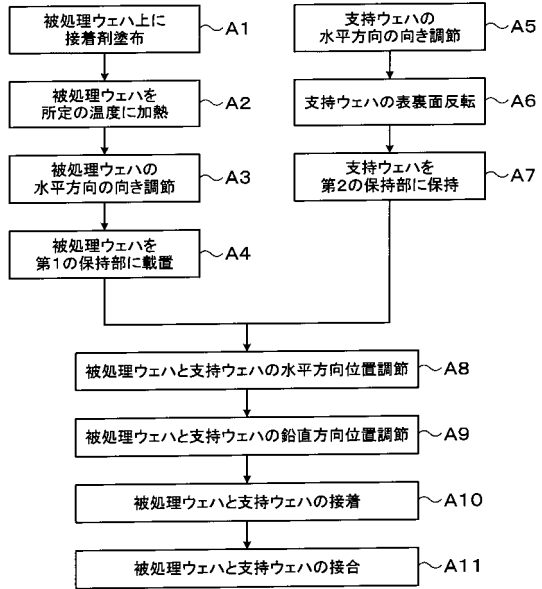 被処理ウェハ上に
接着剤塗布
A1
被処理ウェハを
所定の温度に加熱
A2
被処理ウェハの
水平方向の向き調節
A3
被処理ウェハを
第1の保持部に載置
A4
支持ウェハの
水平方向の向き調節
A5
支持ウェハの表裏面反転
A6
支持ウェハを
第2の保持部に保持
A7
被処理ウェハと支持ウェハの水平方向位置調節
A8
被処理ウェハと支持ウェハの鉛直方向位置調節
A9
被処理ウェハと支持ウェハの接着
A10
被処理ウェハと支持ウェハの接合
A11